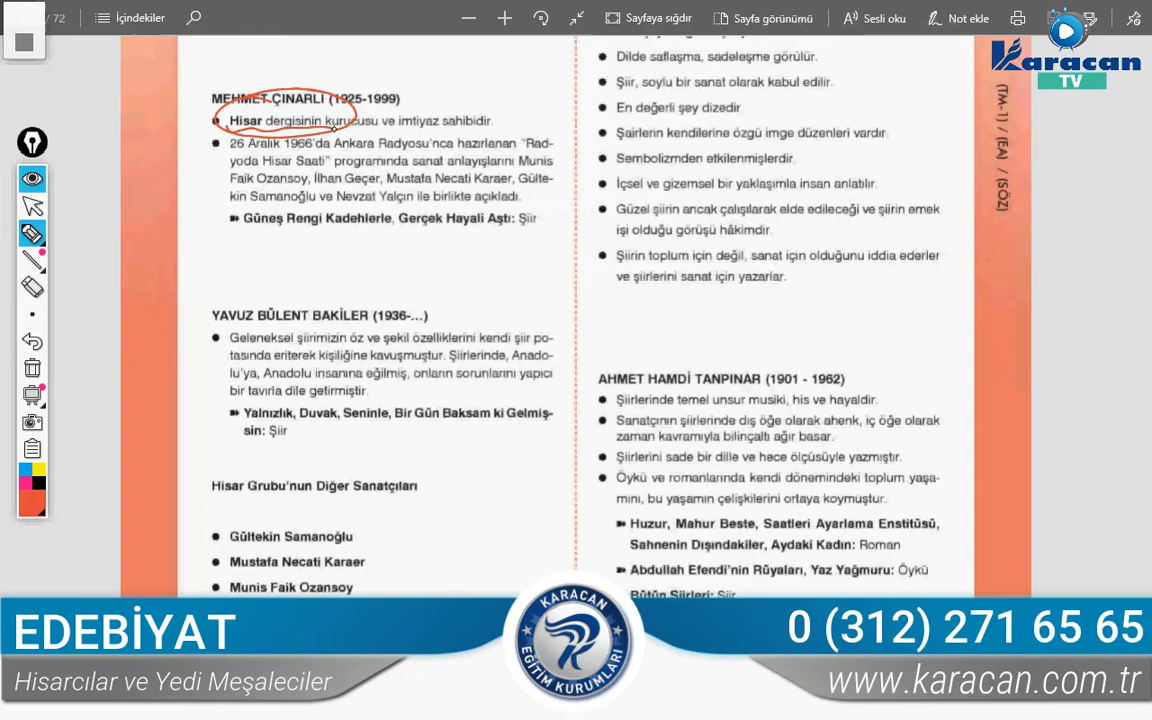 / 72
İçindekiler
Sayfaya sığdır
Sayfa görünümü
Sesli oku
Not ekle
Karacan
TV
MEHMET ÇINARLI (1925-1999)
Hisar dergisinin kurucusu ve imtiyaz sahibidir.
26 Aralık 1966'da Ankara Radyosu'nca hazırlanan "Rad-
yoda Hisar Saati" programında sanat anlayışlarını Munis
Faik Ozansoy, İlhan Geçer, Mustafa Necati Karaer, Gülte-
kin Samanoğlu ve Nevzat Yalçın ile birlikte açıkladı.
Güneş Rengi Kadehlerle, Gerçek Hayali Aştı: Şiir
YAVUZ BÜLENT BAKİLER (1936-...)
Geleneksel şiirimizin öz ve şekil özelliklerini kendi şiir po-
tasında eriterek kişiliğine kavuşmuştur. Şiirlerinde, Anado-
lu'ya, Anadolu insanına eğilmiş, onların sorunlarını yapıcı
bir tavırla dile getirmiştir.
Yalnızlık, Duvak, Seninle, Bir Gün Baksam ki Gelmiş-
sin: Şiir
Hisar Grubu'nun Diğer Sanatçıları
Gültekin Samanoğlu
Mustafa Necati Karaer
Munis Faik Ozansoy
Dilde saflaşma, sadeleşme görülür.
Şiir, soylu bir sanat olarak kabul edilir.
En değerli şey dizedir
Şairlerin kendilerine özgü imge düzenleri vardır.
Sembolizmden etkilenmişlerdir.
İçsel ve gizemsel bir yaklaşımla insan anlatılır.
Güzel şiirin ancak çalışılarak elde edileceği ve şiirin emek
işi olduğu görüşü hâkimdir.
Şiirin toplum için değil, sanat için olduğunu iddia ederler
ve şiirlerini sanat için yazarlar.
AHMET HAMDİ TANPINAR (1901 - 1962)
Şiirlerinde temel unsur musiki, his ve hayaldir.
Sanatçının şiirlerinde dış öğe olarak ahenk, iç öğe olarak
zaman kavramıyla bilinçaltı ağır basar.
Şiirlerini sade bir dille ve hece ölçüsüyle yazmıştır.
Öykü ve romanlarında kendi dönemindeki toplum yaşa-
mını, bu yaşamın çelişkilerini ortaya koymuştur.
Huzur, Mahur Beste, Saatleri Ayarlama Enstitüsü,
Sahnenin Dışındakiler, Aydaki Kadın: Roman
Abdullah Efendi'nin Rüyaları, Yaz Yağmuru: Öykü
Bütün Şiirleri: Şiir
(TM-1) / (EA) / (SÖZ)
EDEBİYAT
Hisarcılar ve Yedi Meşaleciler
KARACAN
EĞİTİM KURUMLARI
0 (312) 271 65 65
www.karacan.com.tr